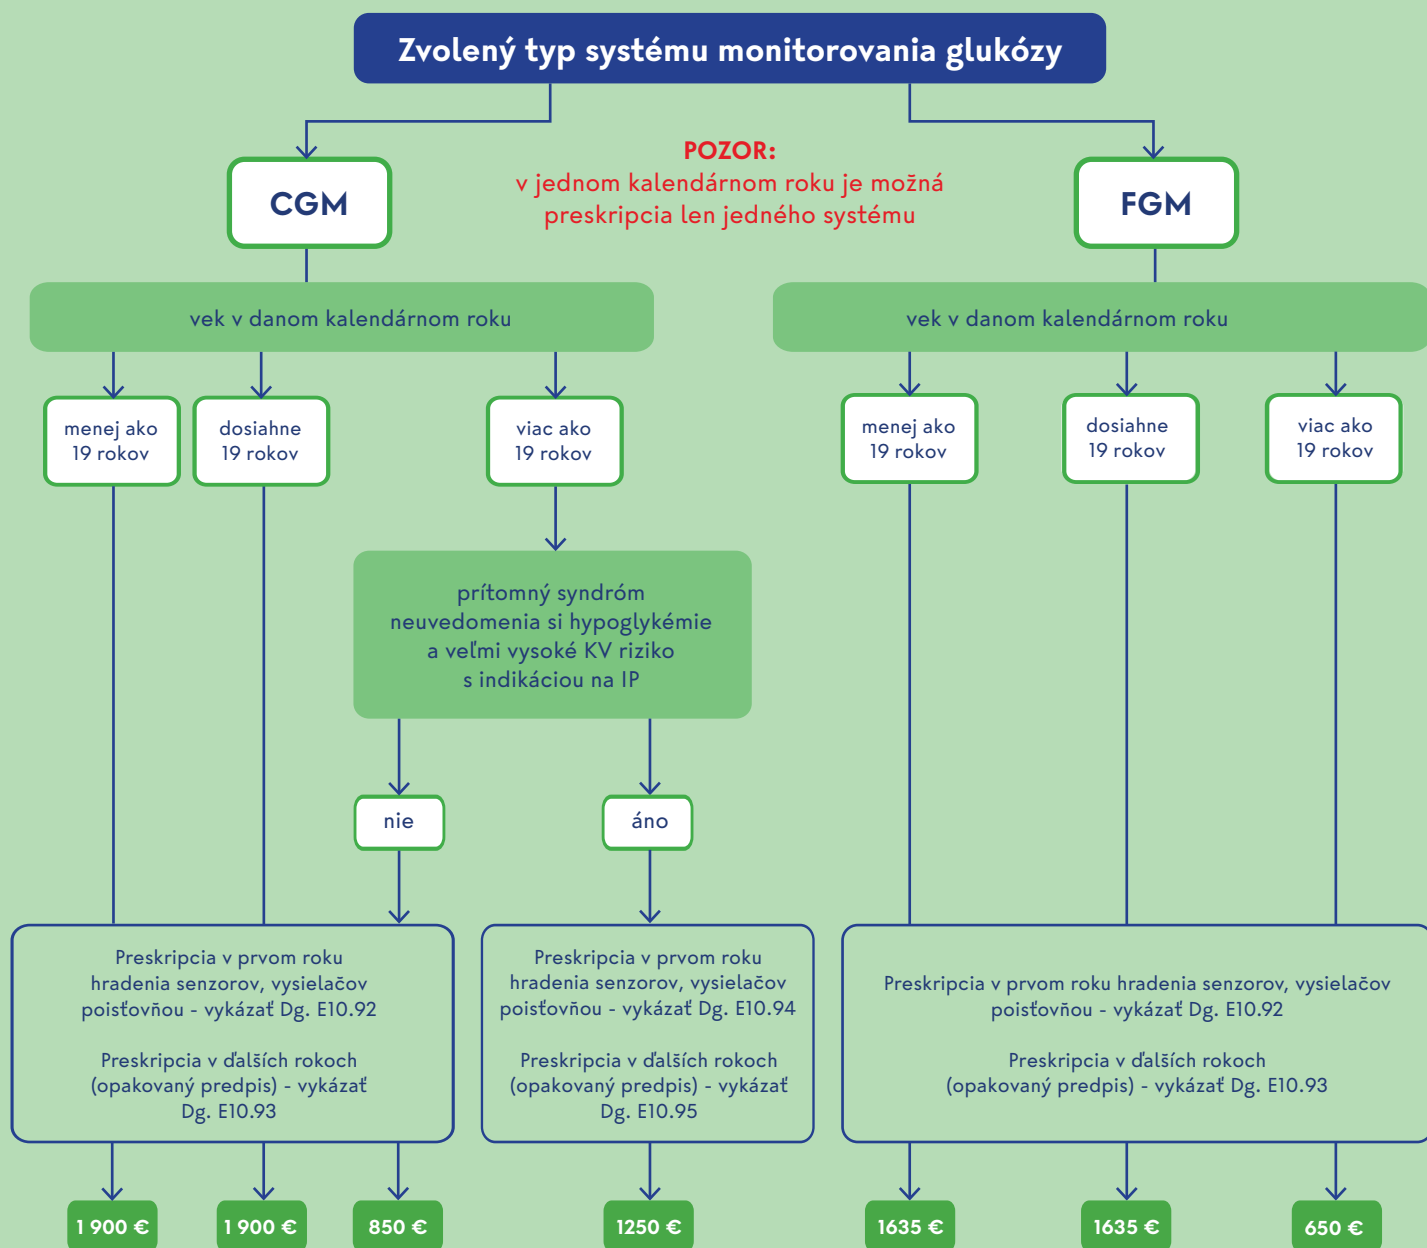 Zvolený typ systému monitorovania glukózy
POZOR:
v jednom kalendárnom roku je možná
preskripcia len jedného systému
CGM
FGM
vek v danom kalendárnom roku
vek v danom kalendárnom roku
menej ako
19 rokov
dosiahne
19 rokov
viac ako
19 rokov
menej ako
19 rokov
dosiahne
19 rokov
viac ako
19 rokov
prítomný syndróm
neuvedomenia si hypoglykémie
a veľmi vysoké KV riziko
s indikáciou na IP
nie
áno
Preskripcia v prvom roku
hradenia senzorov, vysielačov
poisťovňou - vykázať Dg. E10.92
Preskripcia v ďalších rokoch
(opakovaný predpis) - vykázať
Dg. E10.93
Preskripcia v prvom roku
hradenia senzorov, vysielačov
poisťovňou - vykázať Dg. E10.94
Preskripcia v ďalších rokoch
(opakovaný predpis) - vykázať
Dg. E10.95
Preskripcia v prvom roku hradenia senzorov, vysielačov
poisťovňou - vykázať Dg. E10.92
Preskripcia v ďalších rokoch
(opakovaný predpis) - vykázať Dg. E10.93
1 900 €
1 900 €
850 €
1250 €
1635 €
1635 €
650 €